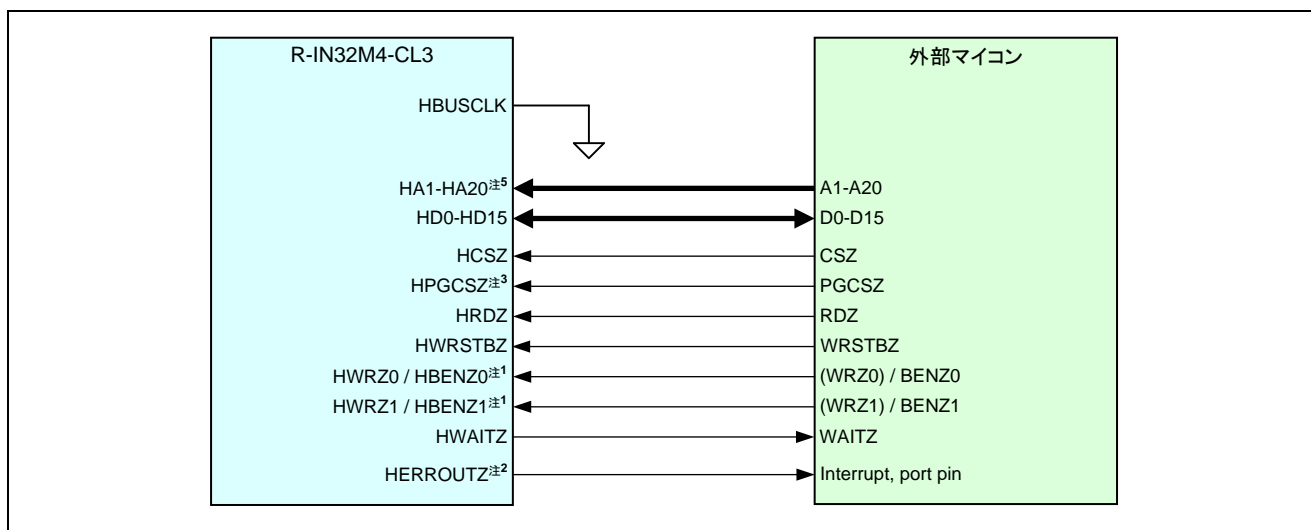 R-IN32M4-CL3
外部マイコン
HBUSCLK
HA1-HA20注5
A1-A20
HD0-HD15
D0-D15
HCSZ
CSZ
HPGCSZ注3
PGCSZ
HRDZ
RDZ
HWRSTBZ
WRSTBZ
HWRZ0 / HBENZ0注1
(WRZ0) / BENZ0
HWRZ1 / HBENZ1注1
(WRZ1) / BENZ1
HWAITZ
WAITZ
HERROUTZ注2
Interrupt, port pin